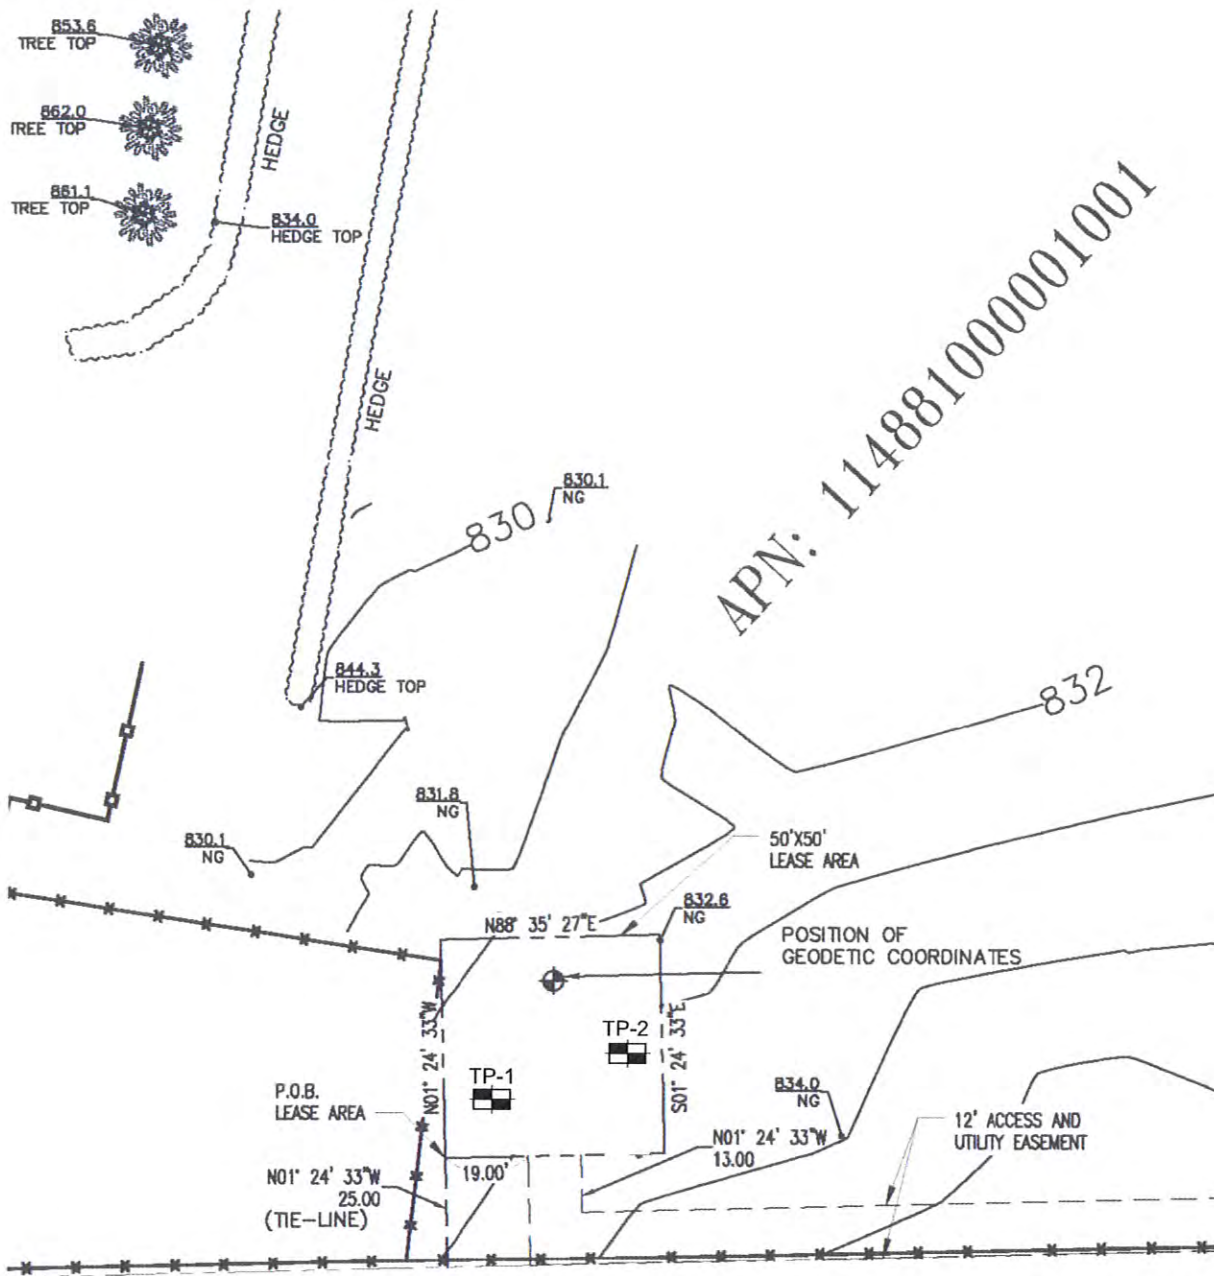 853.6
TREE TOP
862.0
TREE TOP
861.1
TREE TOP
HEDGE
834.0
HEDGE TOP
HEDGE
APN: 11488100001001
830
830.1
NG
844.3
HEDGE TOP
832
831.8
NG
830.1
NG
50'X50'
LEASE AREA
832.6
NG
N88° 35' 27"E
POSITION OF
GEODETIC COORDINATES
N01° 24' 33"W
S01° 24' 33"E
TP-2
TP-1
P.O.B.
LEASE AREA
834.0
NG
12' ACCESS AND
UTILITY EASEMENT
N01° 24' 33"W
13.00
19.00'
N01° 24' 33"W
25.00
(TIE-LINE)